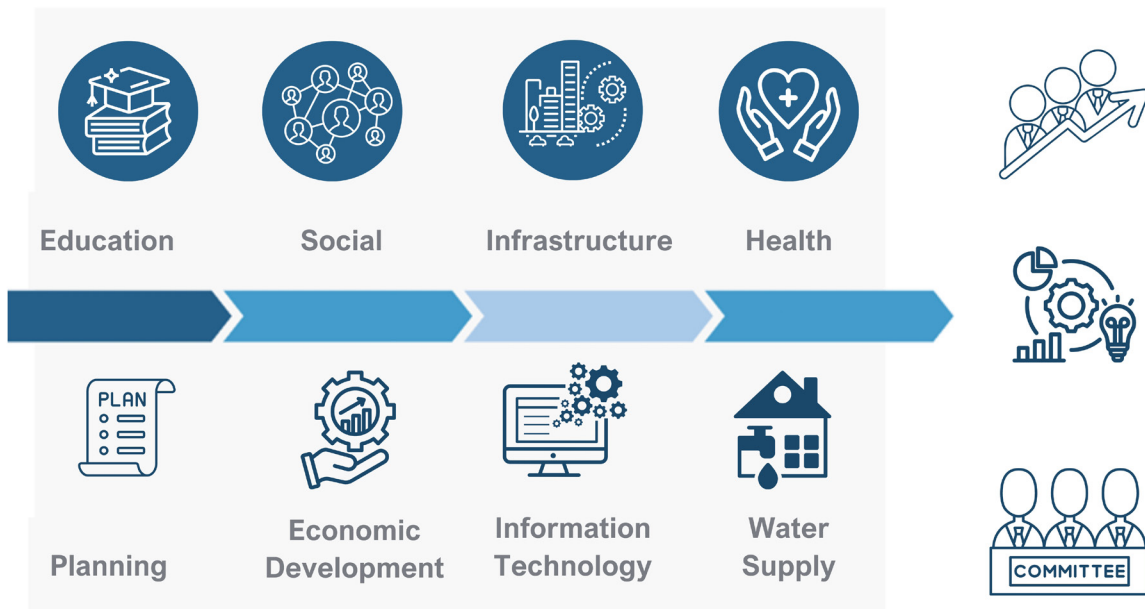 Education
Social
Infrastructure
Health
PLAN
Planning
Economic
Development
Information
Technology
Water
Supply
COMMITTEE